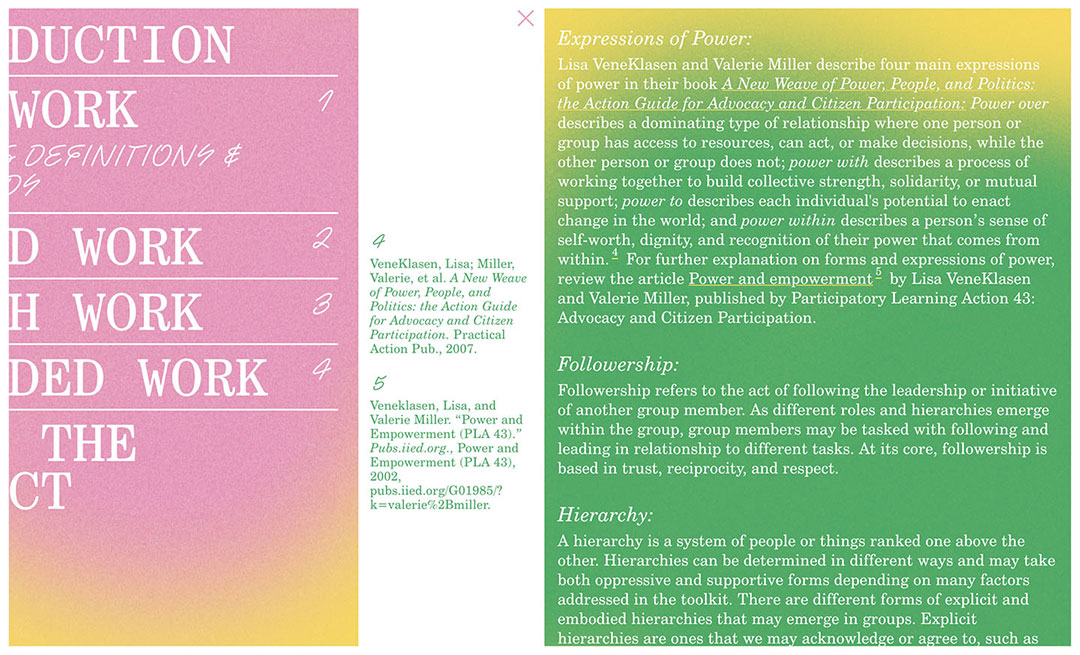 DUCTION
WORK 1
& DEFINITIONS &
DS
D WORK 2
H WORK 3
DED WORK 4
THE
CT
4
VeneKlasen, Lisa; Miller,
Valerie, et al. A New Weave
of Power, People, and
Politics: the Action Guide
for Advocacy and Citizen
Participation. Practical
Action Pub., 2007.
5
Veneklasen, Lisa, and
Valerie Miller. “Power and
Empowerment (PLA 43).”
Pubs.iied.org., Power and
Empowerment (PLA 43),
2002,
pubs.iied.org/G01985/?
k=valerie%2Bmiller.
Expressions of Power:
Lisa VeneKlasen and Valerie Miller describe four main expressions
of power in their book A New Weave of Power, People, and Politics:
the Action Guide for Advocacy and Citizen Participation: Power over
describes a dominating type of relationship where one person or
group has access to resources, can act, or make decisions, while the
other person or group does not; power with describes a process of
working together to build collective strength, solidarity, or mutual
support; power to describes each individual's potential to enact
change in the world; and power within describes a person’s sense of
self-worth, dignity, and recognition of their power that comes from
within. 4 For further explanation on forms and expressions of power,
review the article Power and empowerment 5 by Lisa VeneKlasen
and Valerie Miller, published by Participatory Learning Action 43:
Advocacy and Citizen Participation.
Followership:
Followership refers to the act of following the leadership or initiative
of another group member. As different roles and hierarchies emerge
within the group, group members may be tasked with following and
leading in relationship to different tasks. At its core, followership is
based in trust, reciprocity, and respect.
Hierarchy:
A hierarchy is a system of people or things ranked one above the
other. Hierarchies can be determined in different ways and may take
both oppressive and supportive forms depending on many factors
addressed in the toolkit. There are different forms of explicit and
embodied hierarchies that may emerge in groups. Explicit
hierarchies are ones that we may acknowledge or agree to, such as